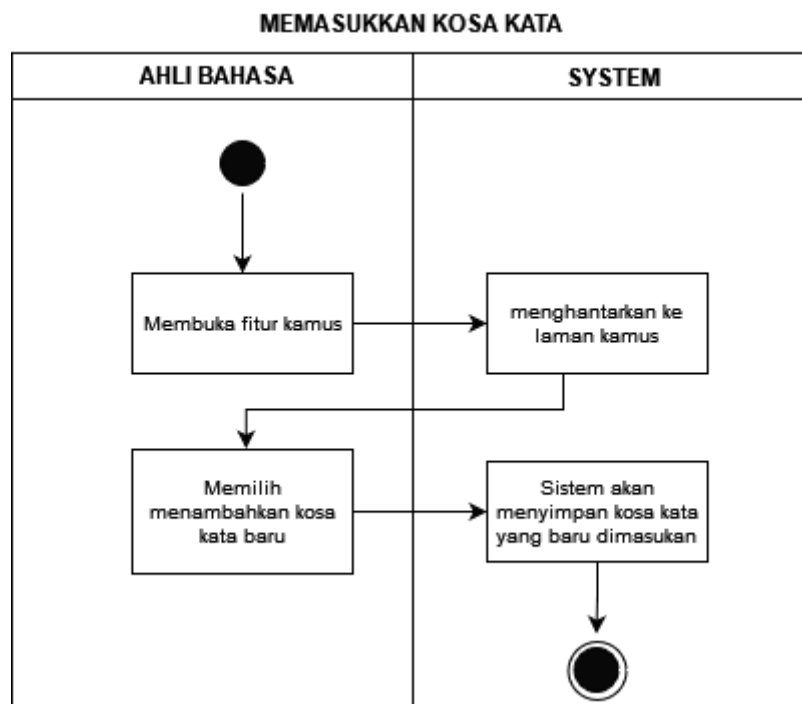 MEMASUKKAN KOSA KATA
AHLI BAHASA
SYSTEM
Membuka fitur kamus
menghantarkan ke
laman kamus
Memilih
menambahkan kosa
kata baru
Sistem akan
menyimpan kosa kata
yang baru dimasukan